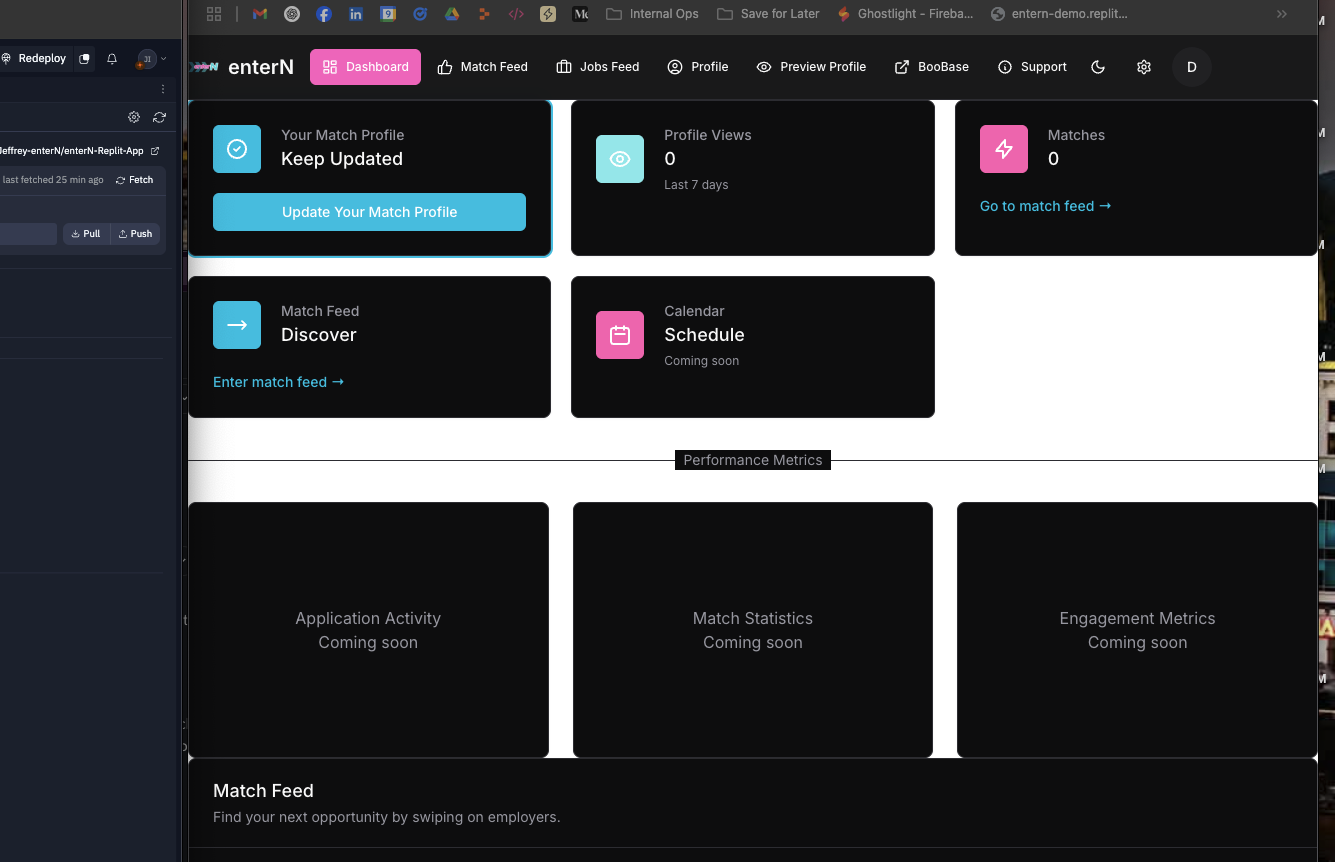 Internal Ops
Save for Later
Ghostlight - Fireba...
entern-demo.replit...
Redeploy
JI
enterN
Dashboard
Match Feed
Jobs Feed
Profile
Preview Profile
BooBase
Support
D
Jeffrey-enterN/enterN-Replit-App
last fetched 25 min ago
Fetch
Pull
Push
Your Match Profile
Keep Updated
Update Your Match Profile
Profile Views
0
Last 7 days
Matches
0
Go to match feed →
Match Feed
Discover
Enter match feed →
Calendar
Schedule
Coming soon
Performance Metrics
Application Activity
Coming soon
Match Statistics
Coming soon
Engagement Metrics
Coming soon
Match Feed
Find your next opportunity by swiping on employers.